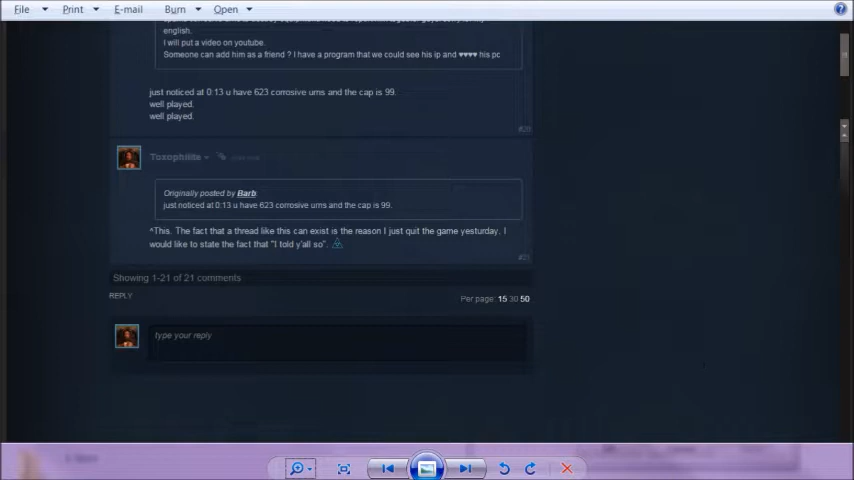 File Print E-mail Burn Open
english.
I will put a video on youtube.
Someone can add him as a friend ? I have a program that we could see his ip and ♥♥♥♥ his pc
just noticed at 0:13 u have 623 corrosive urns and the cap is 99.
well played.
well played.
#20
Toxophilite
Originally posted by Barb:
just noticed at 0:13 u have 623 corrosive urns and the cap is 99.
^This. The fact that a thread like this can exist is the reason I just quit the game yesturday. I
would like to state the fact that "I told y'all so".
#21
Showing 1-21 of 21 comments
REPLY
Per page: 15 30 50
type your reply